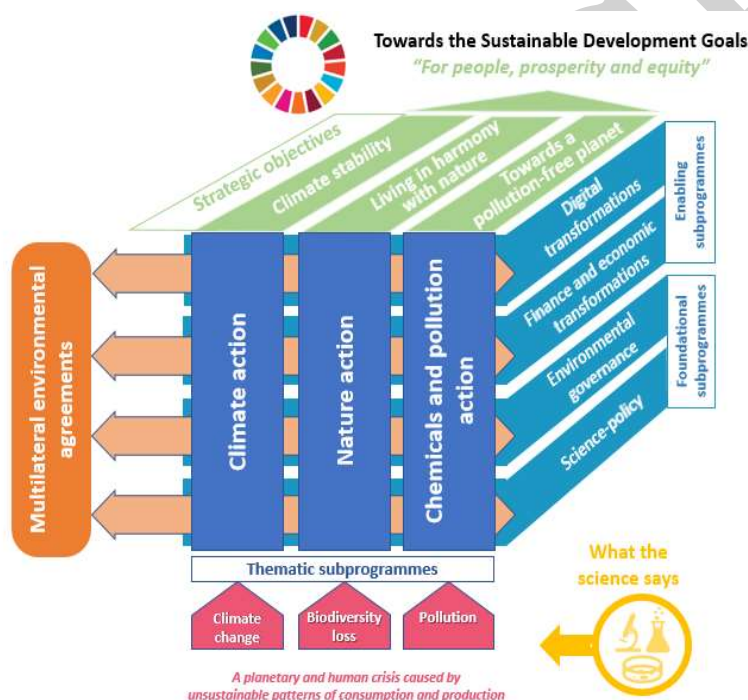 Towards the Sustainable Development Goals
“For people, prosperity and equity”
Strategic objectives
Climate stability
Living in harmony
with nature
Towards a
pollution-free planet
Digital
transformations
Finance and economic
transformations
Environmental
governance
Science-policy
Enabling
subprogrammes
Foundational
subprogrammes
Multilateral environmental
agreements
Climate action
Nature action
Chemicals and pollution
action
Thematic subprogrammes
Climate
change
Biodiversity
loss
Pollution
What the
science says
A planetary and human crisis caused by
unsustainable patterns of consumption and production